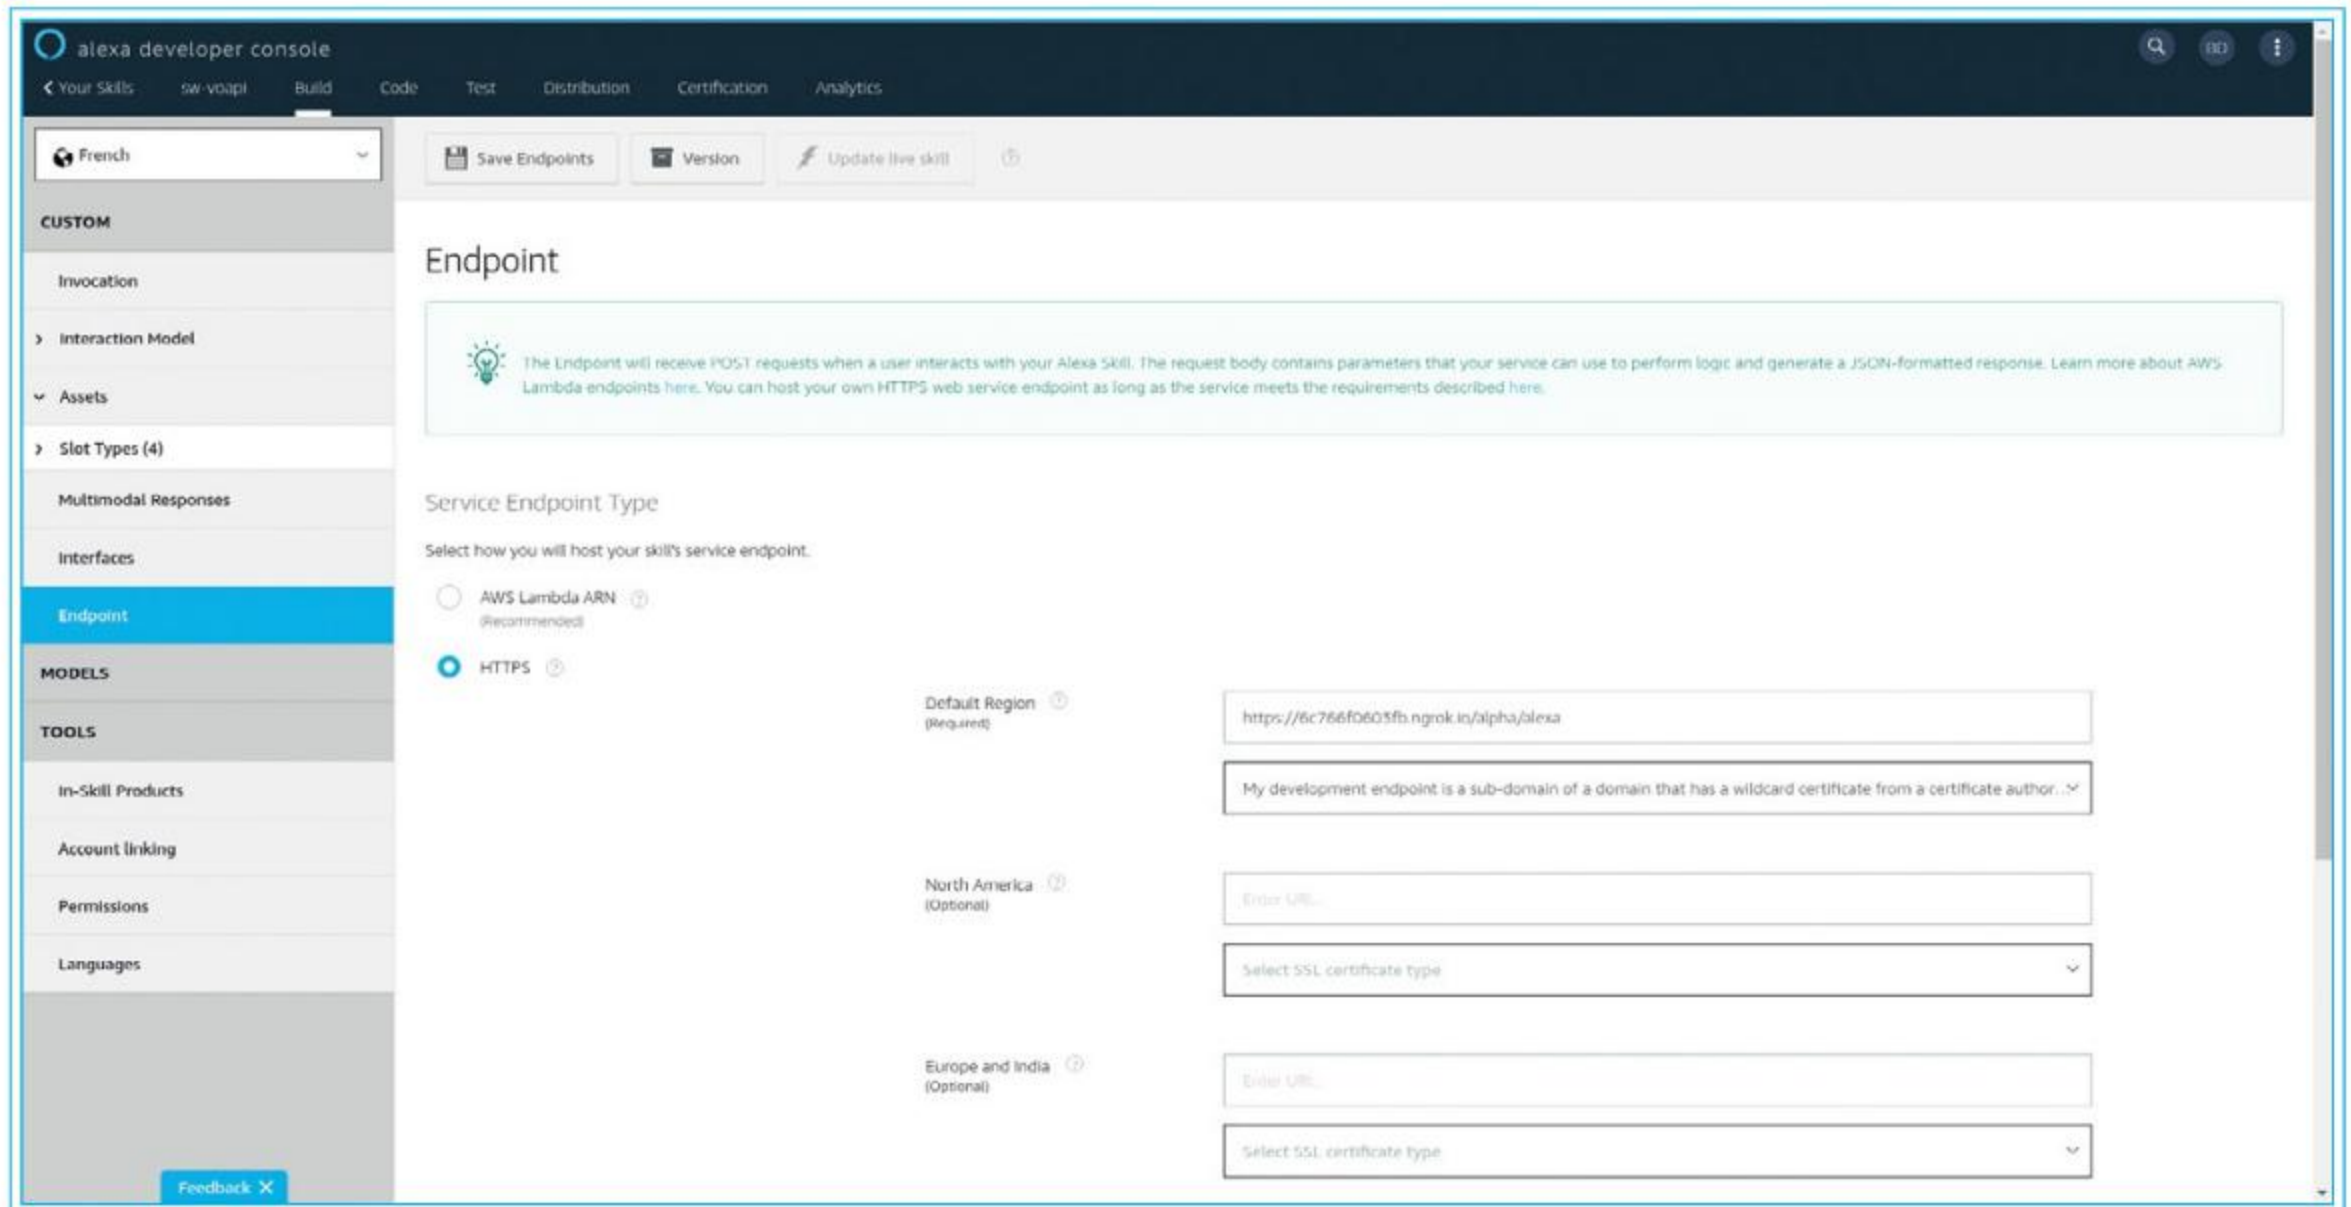 alexa developer console
BD
Your Skills sw-voapi Build Code Test Distribution Certification Analytics
French
Save Endpoints Version Update live skill
CUSTOM
Invocation
Interaction Model
Assets
Slot Types (4)
Multimodal Responses
Interfaces
Endpoint
MODELS
TOOLS
In-Skill Products
Account linking
Permissions
Languages
Feedback X
Endpoint
The Endpoint will receive POST requests when a user interacts with your Alexa Skill. The request body contains parameters that your service can use to perform logic and generate a JSON-formatted response. Learn more about AWS
Lambda endpoints here. You can host your own HTTPS web service endpoint as long as the service meets the requirements described here.
Service Endpoint Type
Select how you will host your skill's service endpoint.
AWS Lambda ARN
(Recommended)
HTTPS
Default Region
(Required)
https://6c766f0603fb.ngrok.io/alpha/alexa
My development endpoint is a sub-domain of a domain that has a wildcard certificate from a certificate author...
North America
(Optional)
Enter URL...
Select SSL certificate type
Europe and India
(Optional)
Enter URL...
Select SSL certificate type